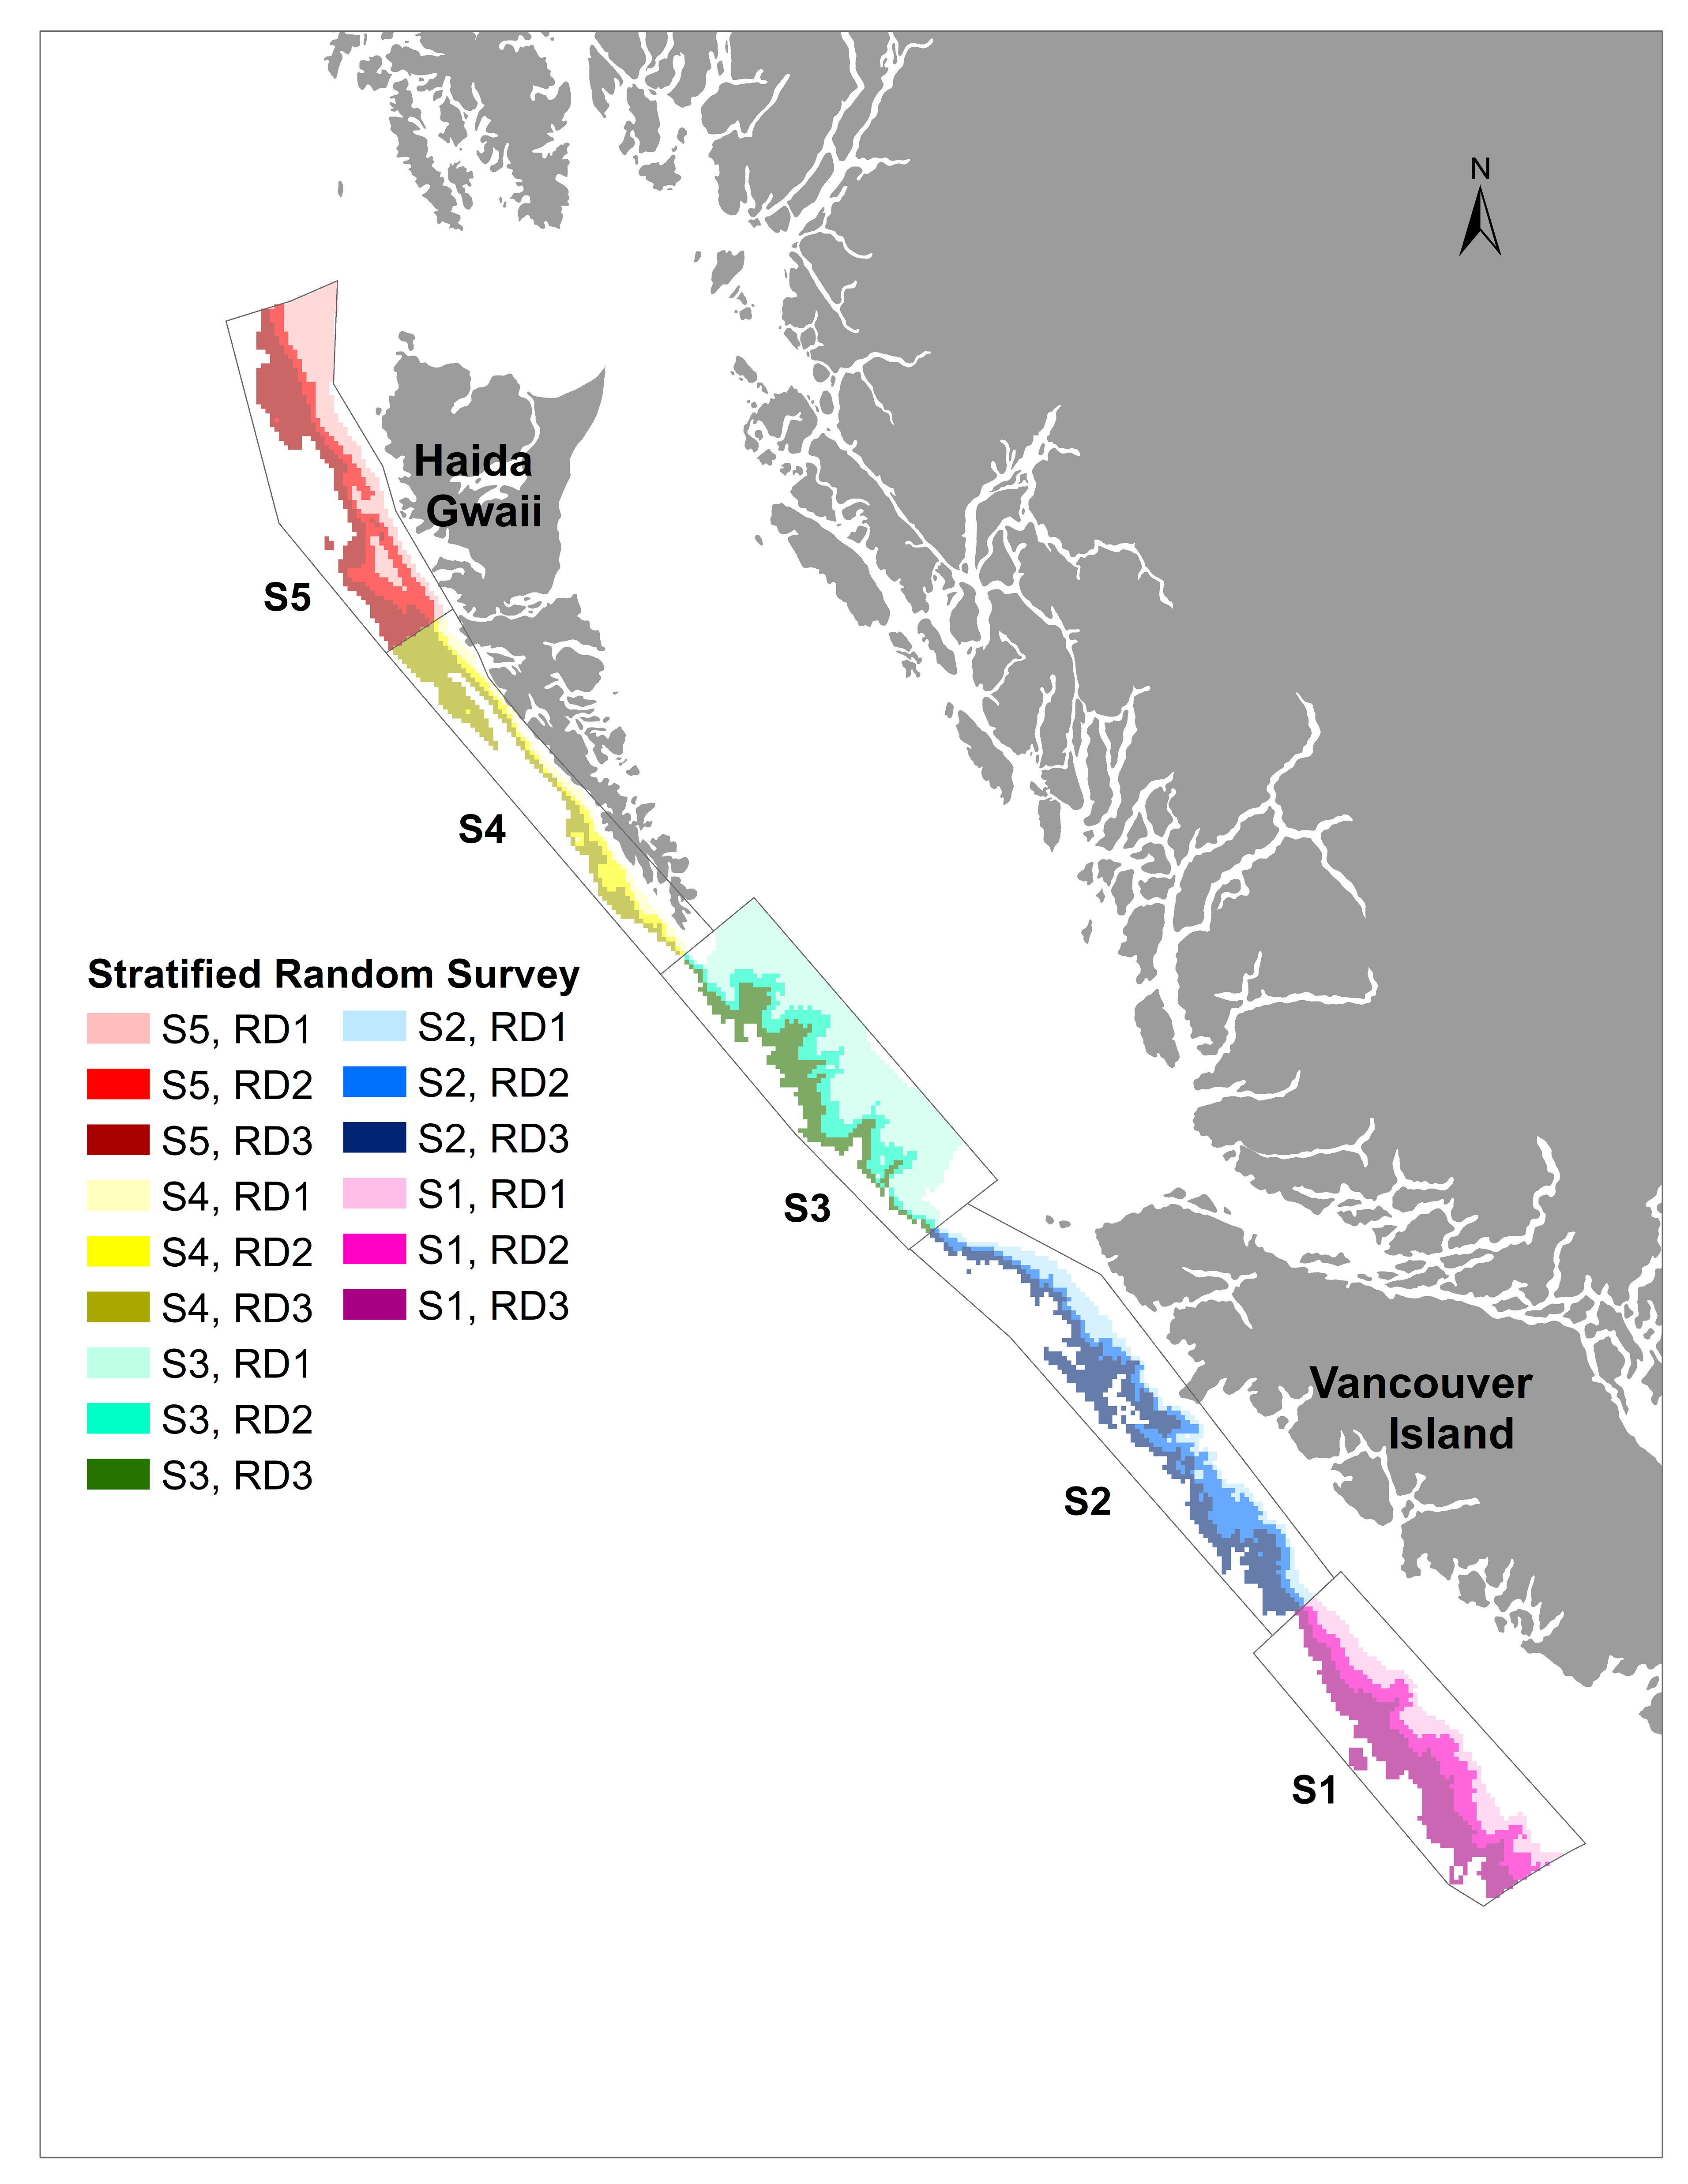 N
Haida
Gwaii
S5
S4
Stratified Random Survey
S5, RD1
S5, RD2
S5, RD3
S4, RD1
S4, RD2
S4, RD3
S3, RD1
S3, RD2
S3, RD3
S2, RD1
S2, RD2
S2, RD3
S1, RD1
S1, RD2
S1, RD3
S3
Vancouver
Island
S2
S1